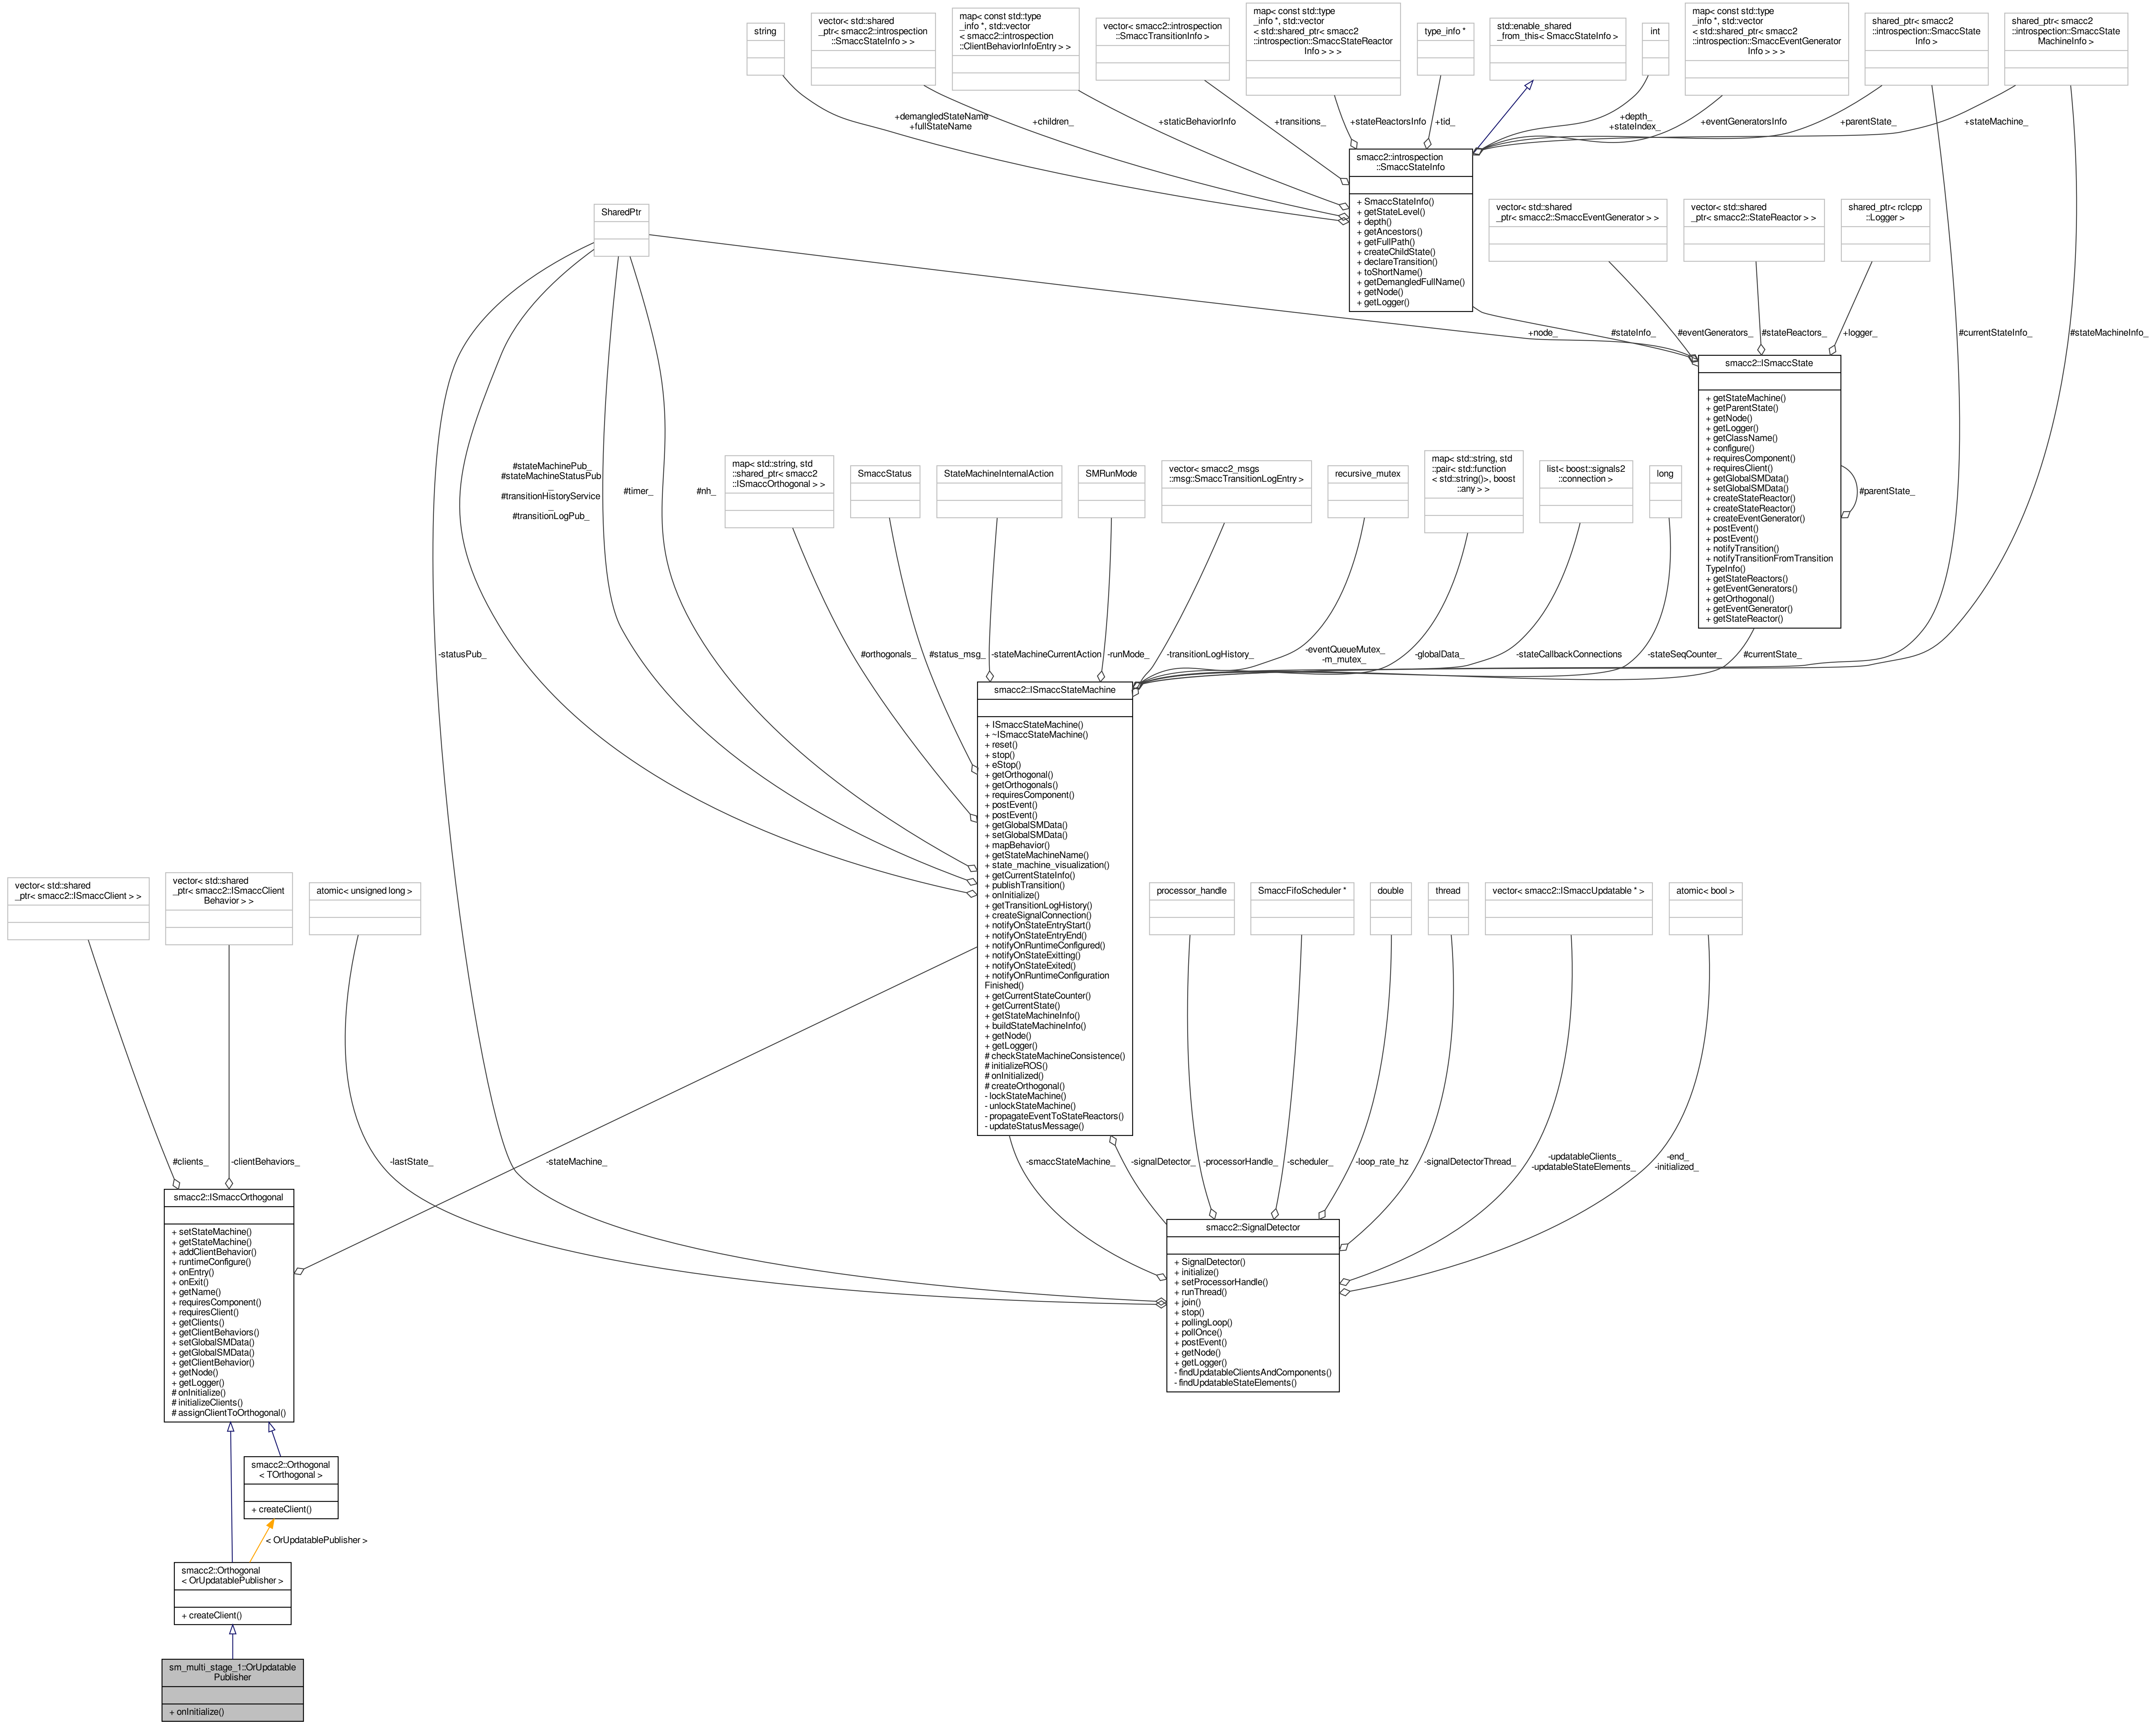 string
vector< std::shared
_ptr< smacc2::introspection
::SmaccStateInfo > >
map< const std::type
_info *, std::vector
< smacc2::introspection
::ClientBehaviorInfoEntry > >
vector< smacc2::introspection
::SmaccTransitionInfo >
map< const std::type
_info *, std::vector
< std::shared_ptr< smacc2
::introspection::SmaccStateReactor
Info > > >
type_info *
std::enable_shared
_from_this< SmaccStateInfo >
int
map< const std::type
_info *, std::vector
< std::shared_ptr< smacc2
::introspection::SmaccEventGenerator
Info > > >
shared_ptr< smacc2
::introspection::SmaccState
Info >
shared_ptr< smacc2
::introspection::SmaccState
MachineInfo >
+demangledStateName
+fullStateName
+children_
+staticBehaviorInfo
+transitions_
+stateReactorsInfo
+tid_
+depth_
+stateIndex_
+eventGeneratorsInfo
+parentState_
+stateMachine_
smacc2::introspection
::SmaccStateInfo
+ SmaccStateInfo()
+ getStateLevel()
+ depth()
+ getAncestors()
+ getFullPath()
+ createChildState()
+ declareTransition()
+ toShortName()
+ getDemangledFullName()
+ getNode()
+ getLogger()
SharedPtr
vector< std::shared
_ptr< smacc2::SmaccEventGenerator > >
vector< std::shared
_ptr< smacc2::StateReactor > >
shared_ptr< rclcpp
::Logger >
+node_
#stateInfo_
#eventGenerators_
#stateReactors_
+logger_
#currentStateInfo_
#stateMachineInfo_
smacc2::ISmaccState
+ getStateMachine()
+ getParentState()
+ getNode()
+ getLogger()
+ getClassName()
+ configure()
+ requiresComponent()
+ requiresClient()
+ getGlobalSMData()
+ setGlobalSMData()
+ createStateReactor()
+ createStateReactor()
+ createEventGenerator()
+ postEvent()
+ postEvent()
+ notifyTransition()
+ notifyTransitionFromTransition
TypeInfo()
+ getStateReactors()
+ getEventGenerators()
+ getOrthogonal()
+ getEventGenerator()
+ getStateReactor()
#parentState_
#stateMachinePub_
#stateMachineStatusPub
_
#transitionHistoryService
_
#transitionLogPub_
#timer_
#nh_
map< std::string, std
::shared_ptr< smacc2
::ISmaccOrthogonal > >
SmaccStatus
StateMachineInternalAction
SMRunMode
vector< smacc2_msgs
::msg::SmaccTransitionLogEntry >
recursive_mutex
map< std::string, std
::pair< std::function
< std::string()>, boost
::any > >
list< boost::signals2
::connection >
long
-statusPub_
#orthogonals_
#status_msg_
-stateMachineCurrentAction
-runMode_
-transitionLogHistory_
-eventQueueMutex_
-m_mutex_
-globalData_
-stateCallbackConnections
-stateSeqCounter_
#currentState_
smacc2::ISmaccStateMachine
+ ISmaccStateMachine()
+ ~ISmaccStateMachine()
+ reset()
+ stop()
+ eStop()
+ getOrthogonal()
+ getOrthogonals()
+ requiresComponent()
+ postEvent()
+ postEvent()
+ getGlobalSMData()
+ setGlobalSMData()
+ mapBehavior()
+ getStateMachineName()
+ state_machine_visualization()
+ getCurrentStateInfo()
+ publishTransition()
+ onInitialize()
+ getTransitionLogHistory()
+ createSignalConnection()
+ notifyOnStateEntryStart()
+ notifyOnStateEntryEnd()
+ notifyOnRuntimeConfigured()
+ notifyOnStateExitting()
+ notifyOnStateExited()
+ notifyOnRuntimeConfiguration
Finished()
+ getCurrentStateCounter()
+ getCurrentState()
+ getStateMachineInfo()
+ buildStateMachineInfo()
+ getNode()
+ getLogger()
# checkStateMachineConsistence()
# initializeROS()
# onInitialized()
# createOrthogonal()
- lockStateMachine()
- unlockStateMachine()
- propagateEventToStateReactors()
- updateStatusMessage()
vector< std::shared
_ptr< smacc2::ISmaccClient > >
vector< std::shared
_ptr< smacc2::ISmaccClient
Behavior > >
atomic< unsigned long >
processor_handle
SmaccFifoScheduler *
double
thread
vector< smacc2::ISmaccUpdatable * >
atomic< bool >
#clients_
-clientBehaviors_
-lastState_
-stateMachine_
-smaccStateMachine_
-signalDetector_
-processorHandle_
-scheduler_
-loop_rate_hz
-signalDetectorThread_
-updatableClients_
-updatableStateElements_
-end_
-initialized_
smacc2::ISmaccOrthogonal
+ setStateMachine()
+ getStateMachine()
+ addClientBehavior()
+ runtimeConfigure()
+ onEntry()
+ onExit()
+ getName()
+ requiresComponent()
+ requiresClient()
+ getClients()
+ getClientBehaviors()
+ setGlobalSMData()
+ getGlobalSMData()
+ getClientBehavior()
+ getNode()
+ getLogger()
# onInitialize()
# initializeClients()
# assignClientToOrthogonal()
smacc2::SignalDetector
+ SignalDetector()
+ initialize()
+ setProcessorHandle()
+ runThread()
+ join()
+ stop()
+ pollingLoop()
+ pollOnce()
+ postEvent()
+ getNode()
+ getLogger()
- findUpdatableClientsAndComponents()
- findUpdatableStateElements()
smacc2::Orthogonal
< TOrthogonal >
+ createClient()
< OrUpdatablePublisher >
smacc2::Orthogonal
< OrUpdatablePublisher >
+ createClient()
sm_multi_stage_1::OrUpdatable
Publisher
+ onInitialize()